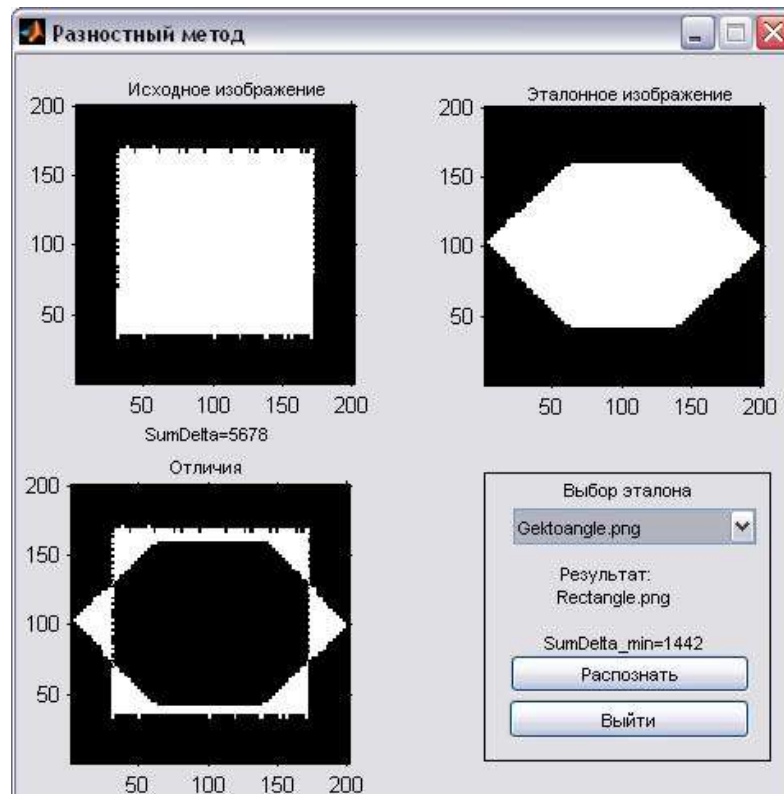 Разностный метод
Исходное изображение
200
150
100
50
50 100 150 200
SumDelta=5678
Эталонное изображение
200
150
100
50
50 100 150 200
Отличия
200
150
100
50
50 100 150 200
Выбор эталона
Gektoangle.png
Результат:
Rectangle.png
SumDelta_min=1442
Распознать
Выйти